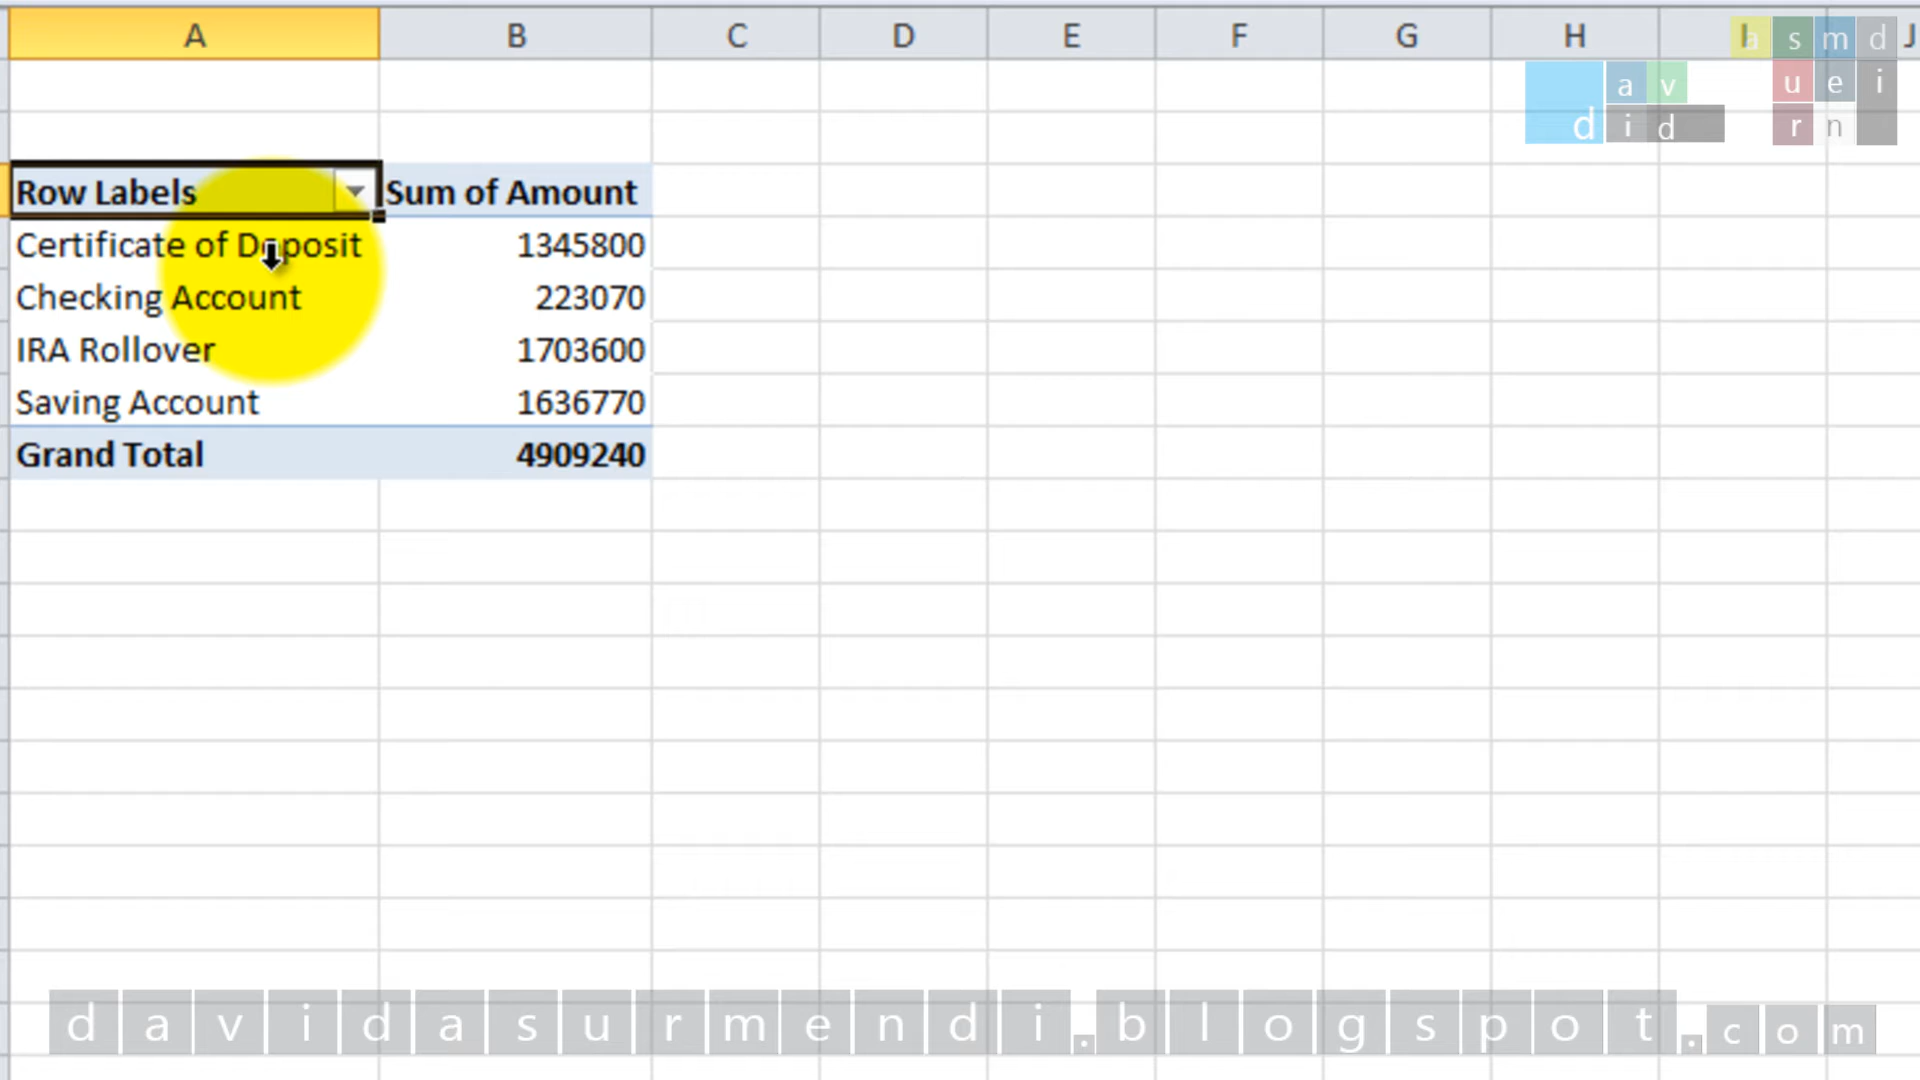 A B C D E F G H I J
a s m d
a v u e i
d i d r n
Row Labels Sum of Amount
Certificate of Deposit 1345800
Checking Account 223070
IRA Rollover 1703600
Saving Account 1636770
Grand Total 4909240
davidasurmendi.blogspot.com